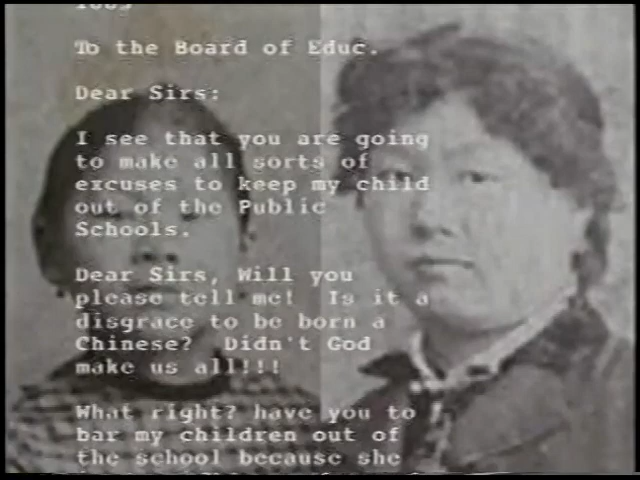 To the Board of Educ.
Dear Sirs:
I see that you are going
to make all sorts of
excuses to keep my child
out of the Public
Schools.
Dear Sirs, Will you
please tell me! Is it a
disgrace to be born a
Chinese? Didn't God
make us all!!!
What right? have you to
bar my children out of
the school because she